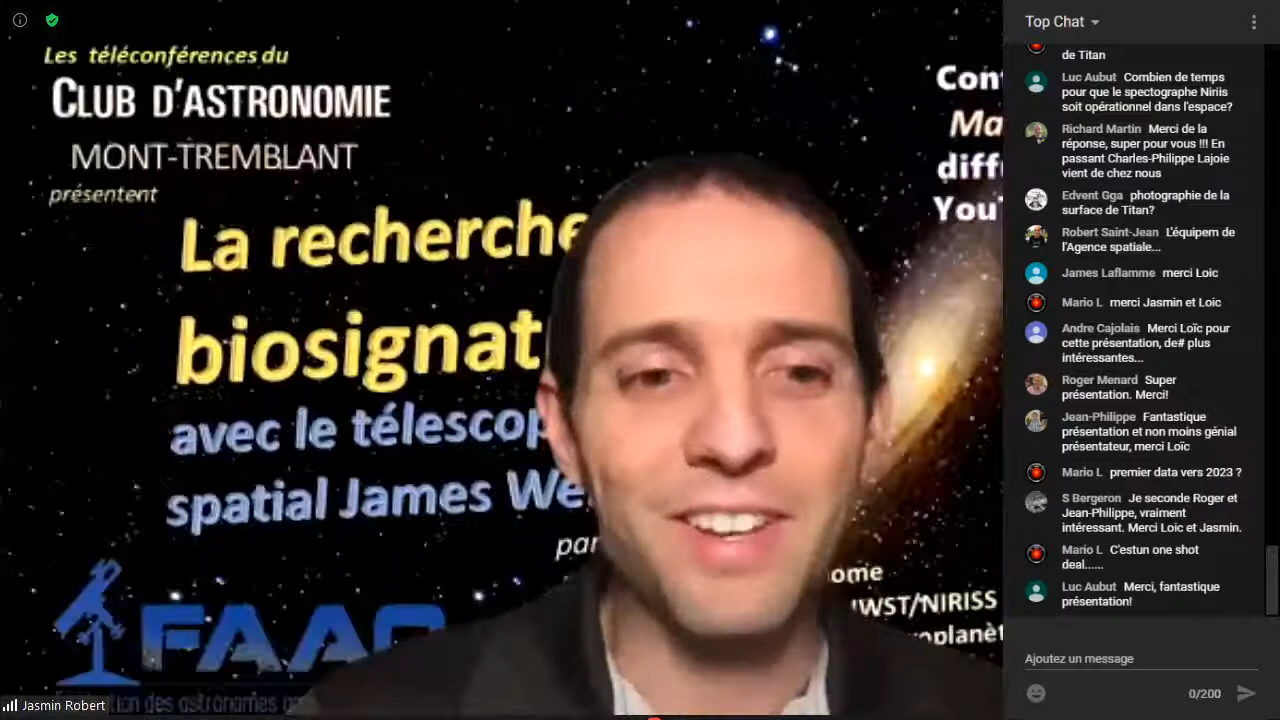 Les téléconférences du
CLUB D'ASTRONOMIE
MONT-TREMBLANT
présentent
La recherche
biosignat
avec le télescop
spatial James We
par
Con
Ma
diff
You
ome
JWST/NIRISS
oplanèt
FAAQ
tion des astronomes
Jasmin Robert
Top Chat
de Titan
Luc Aubut Combien de temps
pour que le spectographe Niriis
soit opérationnel dans l'espace?
Richard Martin Merci de la
réponse, super pour vous !!! En
passant Charles-Philippe Lajoie
vient de chez nous
Edvent Gga photographie de la
surface de Titan?
Robert Saint-Jean L'équipem de
l'Agence spatiale...
James Laflamme merci Loic
Mario L merci Jasmin et Loic
Andre Cajolais Merci Loïc pour
cette présentation, de# plus
intéressantes...
Roger Menard Super
présentation. Merci!
Jean-Philippe Fantastique
présentation et non moins génial
présentateur, merci Loïc
Mario L premier data vers 2023 ?
S Bergeron Je seconde Roger et
Jean-Philippe, vraiment
intéressant. Merci Loic et Jasmin.
Mario L C'estun one shot
deal......
Luc Aubut Merci, fantastique
présentation!
Ajoutez un message
0/200